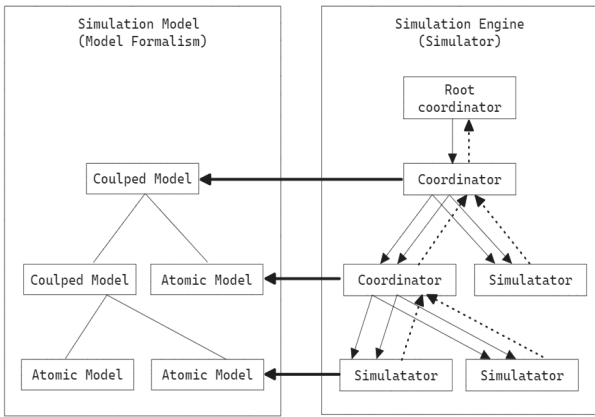 Simulation Model
(Model Formalism)
Simulation Engine
(Simulator)
Root
coordinator
Coulped Model
Coordinator
Coulped Model
Atomic Model
Coordinator
Simulatator
Atomic Model
Atomic Model
Simulatator
Simulatator